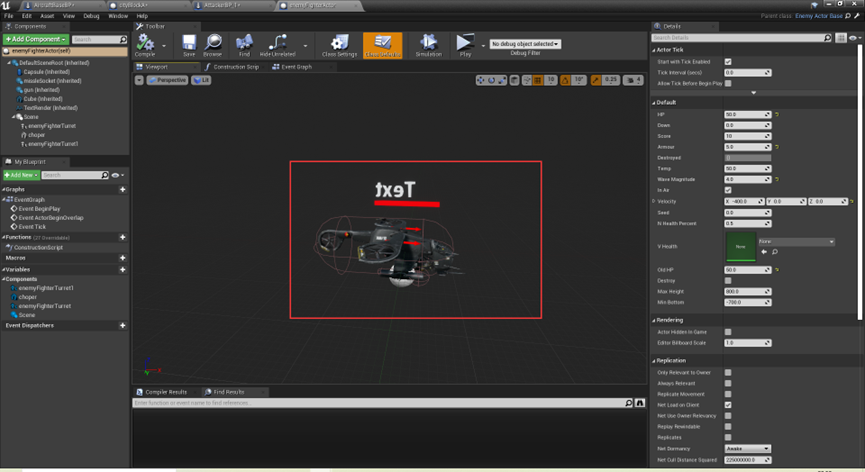 AircraftBaseBP*
cityBlockA*
AttackerBP_1*
enemyFighterActor
File Edit Asset View Debug Window Help
Parent class: Enemy Actor Base
Components
+Add Component
Search
enemyFighterActor(self)
DefaultSceneRoot (Inherited)
Capsule (Inherited)
missleSocket (Inherited)
gun (Inherited)
Cube (Inherited)
TextRender (Inherited)
Scene
enemyFighterTurret
choper
enemyFighterTurret1
My Blueprint
+Add New
Search
Graphs
EventGraph
Event BeginPlay
Event ActorBeginOverlap
Event Tick
Functions (27 Overridable)
ConstructionScript
Macros
Variables
Components
enemyFighterTurret1
choper
enemyFighterTurret
Scene
Event Dispatchers
Toolbar
Compile
Save
Browse
Find
Hide Unrelated
Class Settings
Class Defaults
Simulation
Play
No debug object selected
Debug Filter
Viewport
Construction Scrip
Event Graph
Perspective
Lit
10
10°
0.25
4
Text
Compiler Results
Find Results
Enter function or event name to find references...
Details
Search Details
Actor Tick
Start with Tick Enabled
Tick Interval (secs) 0.0
Allow Tick Before Begin Play
Default
HP 50.0
Down 0.0
Score 10
Armour 5.0
Destroyed
Temp 50.0
Wave Magnitude 4.0
In Air
Velocity X -400.0 Y 0.0 Z 0.0
Seed 0.0
N Health Percent 0.5
V Health None None
Old HP 50.0
Destroy
Max Height 800.0
Min Bottom -700.0
Rendering
Actor Hidden In Game
Editor Billboard Scale 1.0
Replication
Only Relevant to Owner
Always Relevant
Replicate Movement
Net Load on Client
Net Use Owner Relevancy
Replay Rewindable
Replicates
Net Dormancy Awake
Net Cull Distance Squared 225000000.0